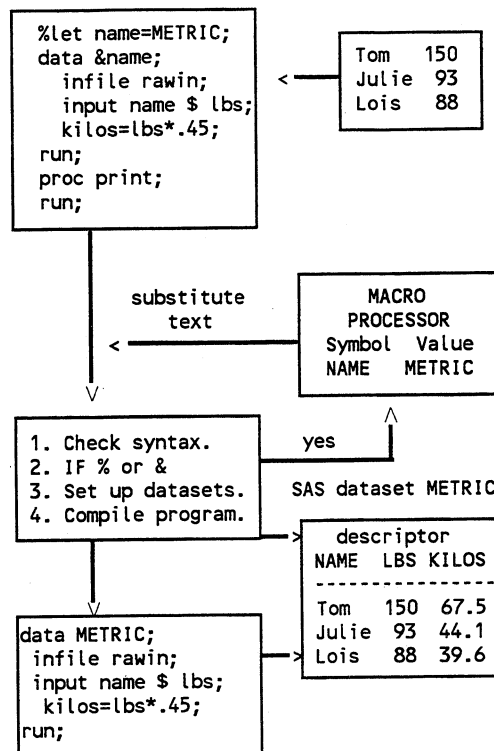 %let name=METRIC;
data &name;
infile rawin;
input name $ lbs;
kilos=lbs*.45;
run;
proc print;
run;
<
Tom 150
Julie 93
Lois 88
substitute
text
<
MACRO
PROCESSOR
Symbol Value
NAME METRIC
1. Check syntax.
2. IF % or &
3. Set up datasets.
4. Compile program.
yes
SAS dataset METRIC
>
descriptor
NAME LBS KILOS
- - - - - - - - - - - - - - -
Tom 150 67.5
Julie 93 44.1
Lois 88 39.6
data METRIC;
infile rawin;
input name $ lbs;
kilos=lbs*.45;
run;
>